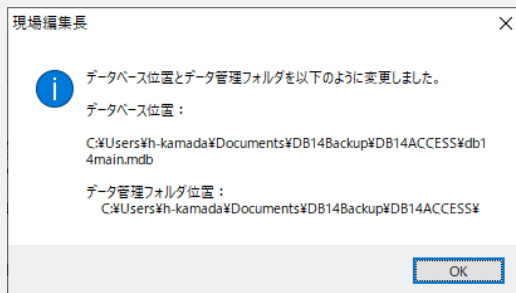 現場編集長
データベース位置とデータ管理フォルダを以下のように変更しました。
データベース位置：
C:¥Users¥h-kamada¥Documents¥DB14Backup¥DB14ACCESS¥db1
4main.mdb
データ管理フォルダ位置：
C:¥Users¥h-kamada¥Documents¥DB14Backup¥DB14ACCESS¥
OK